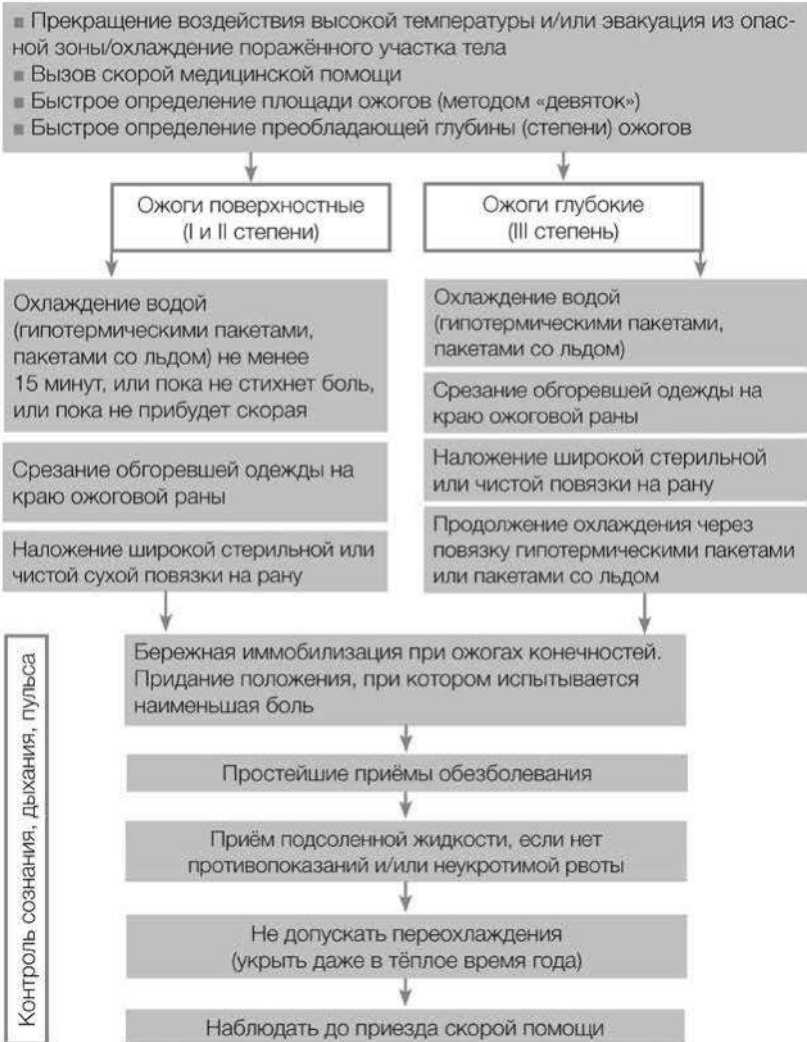 ▪ Прекращение воздействия высокой температуры и/или эвакуация из опас-
ной зоны/охлаждение поражённого участка тела
▪ Вызов скорой медицинской помощи
▪ Быстрое определение площади ожогов (методом «девяток»)
▪ Быстрое определение преобладающей глубины (степени) ожогов
Ожоги поверхностные
(I и II степени)
Охлаждение водой
(гипотермическими пакетами,
пакетами со льдом) не менее
15 минут, или пока не стихнет боль,
или пока не прибудет скорая
Срезание обгоревшей одежды на
краю ожоговой раны
Наложение широкой стерильной или
чистой сухой повязки на рану
Ожоги глубокие
(III степень)
Охлаждение водой
(гипотермическими пакетами,
пакетами со льдом)
Срезание обгоревшей одежды на
краю ожоговой раны
Наложение широкой стерильной
или чистой повязки на рану
Продолжение охлаждения через
повязку гипотермическими пакетами
или пакетами со льдом
Контроль сознания, дыхания, пульса
Бережная иммобилизация при ожогах конечностей.
Придание положения, при котором испытывается
наименьшая боль
Простейшие приёмы обезболевания
Приём подсоленной жидкости, если нет
противопоказаний и/или неукротимой рвоты
Не допускать переохлаждения
(укрыть даже в тёплое время года)
Наблюдать до приезда скорой помощи